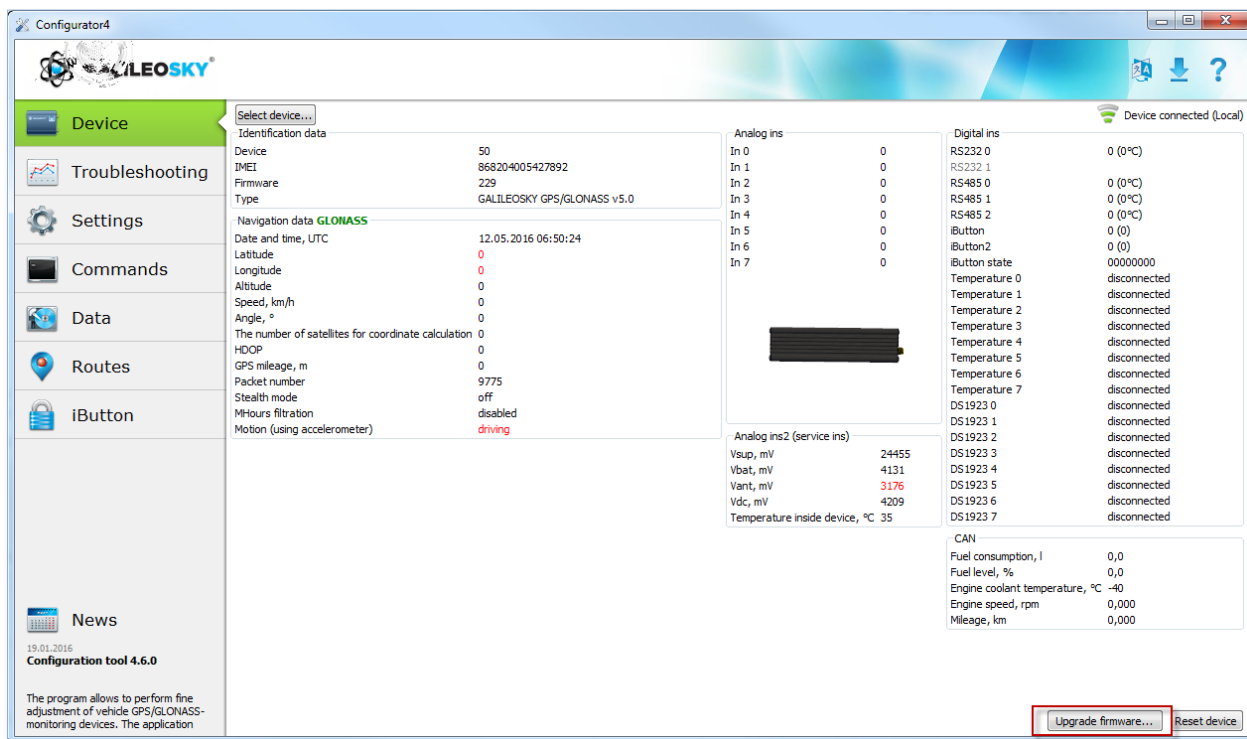 Configurator4
GALILEOSKY®
Device
Troubleshooting
Settings
Commands
Data
Routes
iButton
News
19.01.2016
Configuration tool 4.6.0
The program allows to perform fine
adjustment of vehicle GPS/GLONASS-
monitoring devices. The application
Select device...
Device connected (Local)
Identification data
Device 50
IMEI 868204005427892
Firmware 229
Type GALILEOSKY GPS/GLONASS v5.0
Navigation data GLONASS
Date and time, UTC 12.05.2016 06:50:24
Latitude 0
Longitude 0
Altitude 0
Speed, km/h 0
Angle, ° 0
The number of satellites for coordinate calculation 0
HDOP 0
GPS mileage, m 0
Packet number 9775
Stealth mode off
MHours filtration disabled
Motion (using accelerometer) driving
Analog ins
In 0 0
In 1 0
In 2 0
In 3 0
In 4 0
In 5 0
In 6 0
In 7 0
Analog ins2 (service ins)
Vsup, mV 24455
Vbat, mV 4131
Vant, mV 3176
Vdc, mV 4209
Temperature inside device, °C 35
Digital ins
RS232 0 0 (0°C)
RS232 1
RS485 0 0 (0°C)
RS485 1 0 (0°C)
RS485 2 0 (0°C)
iButton 0 (0)
iButton2 0 (0)
iButton state 00000000
Temperature 0 disconnected
Temperature 1 disconnected
Temperature 2 disconnected
Temperature 3 disconnected
Temperature 4 disconnected
Temperature 5 disconnected
Temperature 6 disconnected
Temperature 7 disconnected
DS1923 0 disconnected
DS1923 1 disconnected
DS1923 2 disconnected
DS1923 3 disconnected
DS1923 4 disconnected
DS1923 5 disconnected
DS1923 6 disconnected
DS1923 7 disconnected
CAN
Fuel consumption, l 0,0
Fuel level, % 0,0
Engine coolant temperature, °C -40
Engine speed, rpm 0,000
Mileage, km 0,000
Upgrade firmware...
Reset device